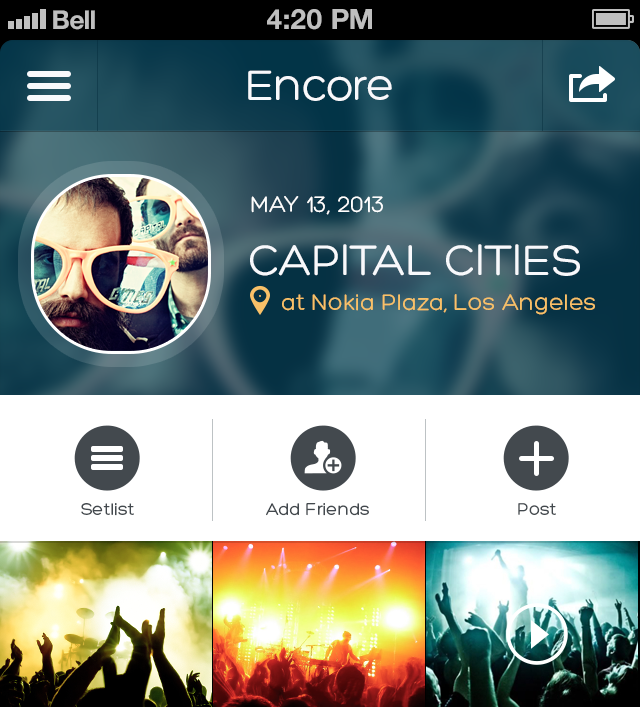 Bell 4:20 PM
Encore
MAY 13, 2013
CAPITAL CITIES
at Nokia Plaza, Los Angeles
Setlist Add Friends Post